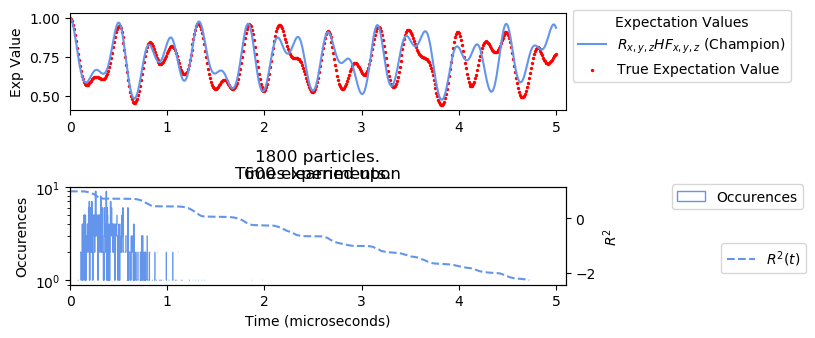 1.00
0.75
0.50
Exp Value
0 1 2 3 4 5
Expectation Values
R_{x,y,z}HF_{x,y,z} (Champion)
True Expectation Value
1800 particles.
600 experiments.
Times learned upon
10^1
10^0
Occurences
0
−2
R^2
0 1 2 3 4 5
Time (microseconds)
Occurences
R^2(t)